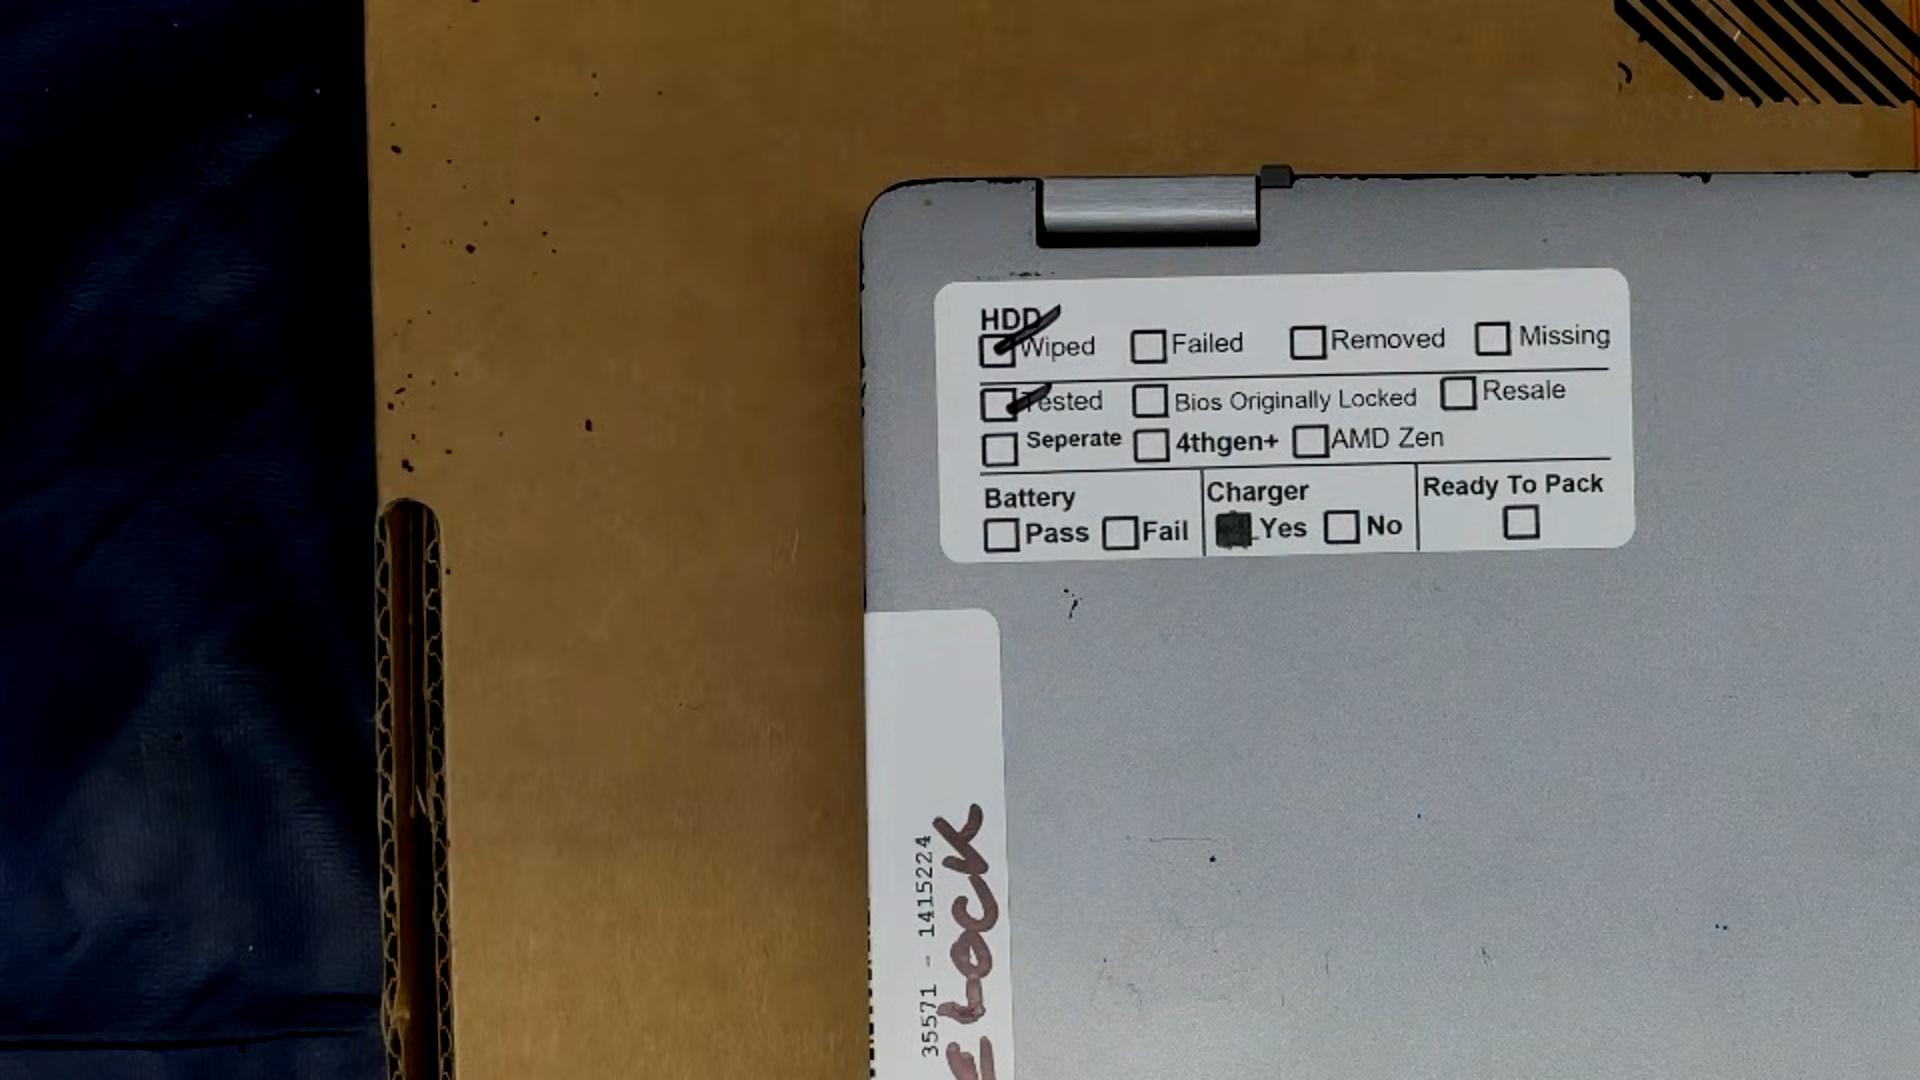 HDD
Wiped Failed Removed Missing
Tested Bios Originally Locked Resale
Seperate 4thgen+ AMD Zen
Battery Charger Ready To Pack
Pass Fail Yes No
35571 - 1415224
LOCK